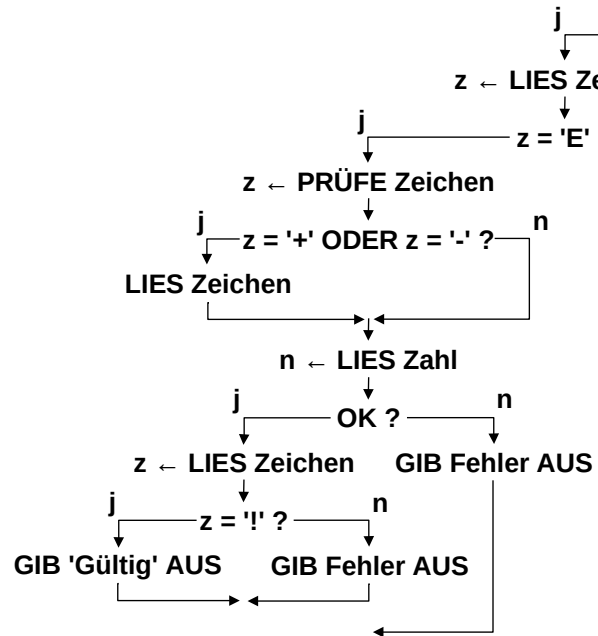 j
z ← LIES Ze
j
z = 'E'
z ← PRÜFE Zeichen
j
z = '+' ODER z = '-' ?
n
LIES Zeichen
n ← LIES Zahl
j
OK ?
n
z ← LIES Zeichen
GIB Fehler AUS
j
z = '!' ?
n
GIB 'Gültig' AUS
GIB Fehler AUS